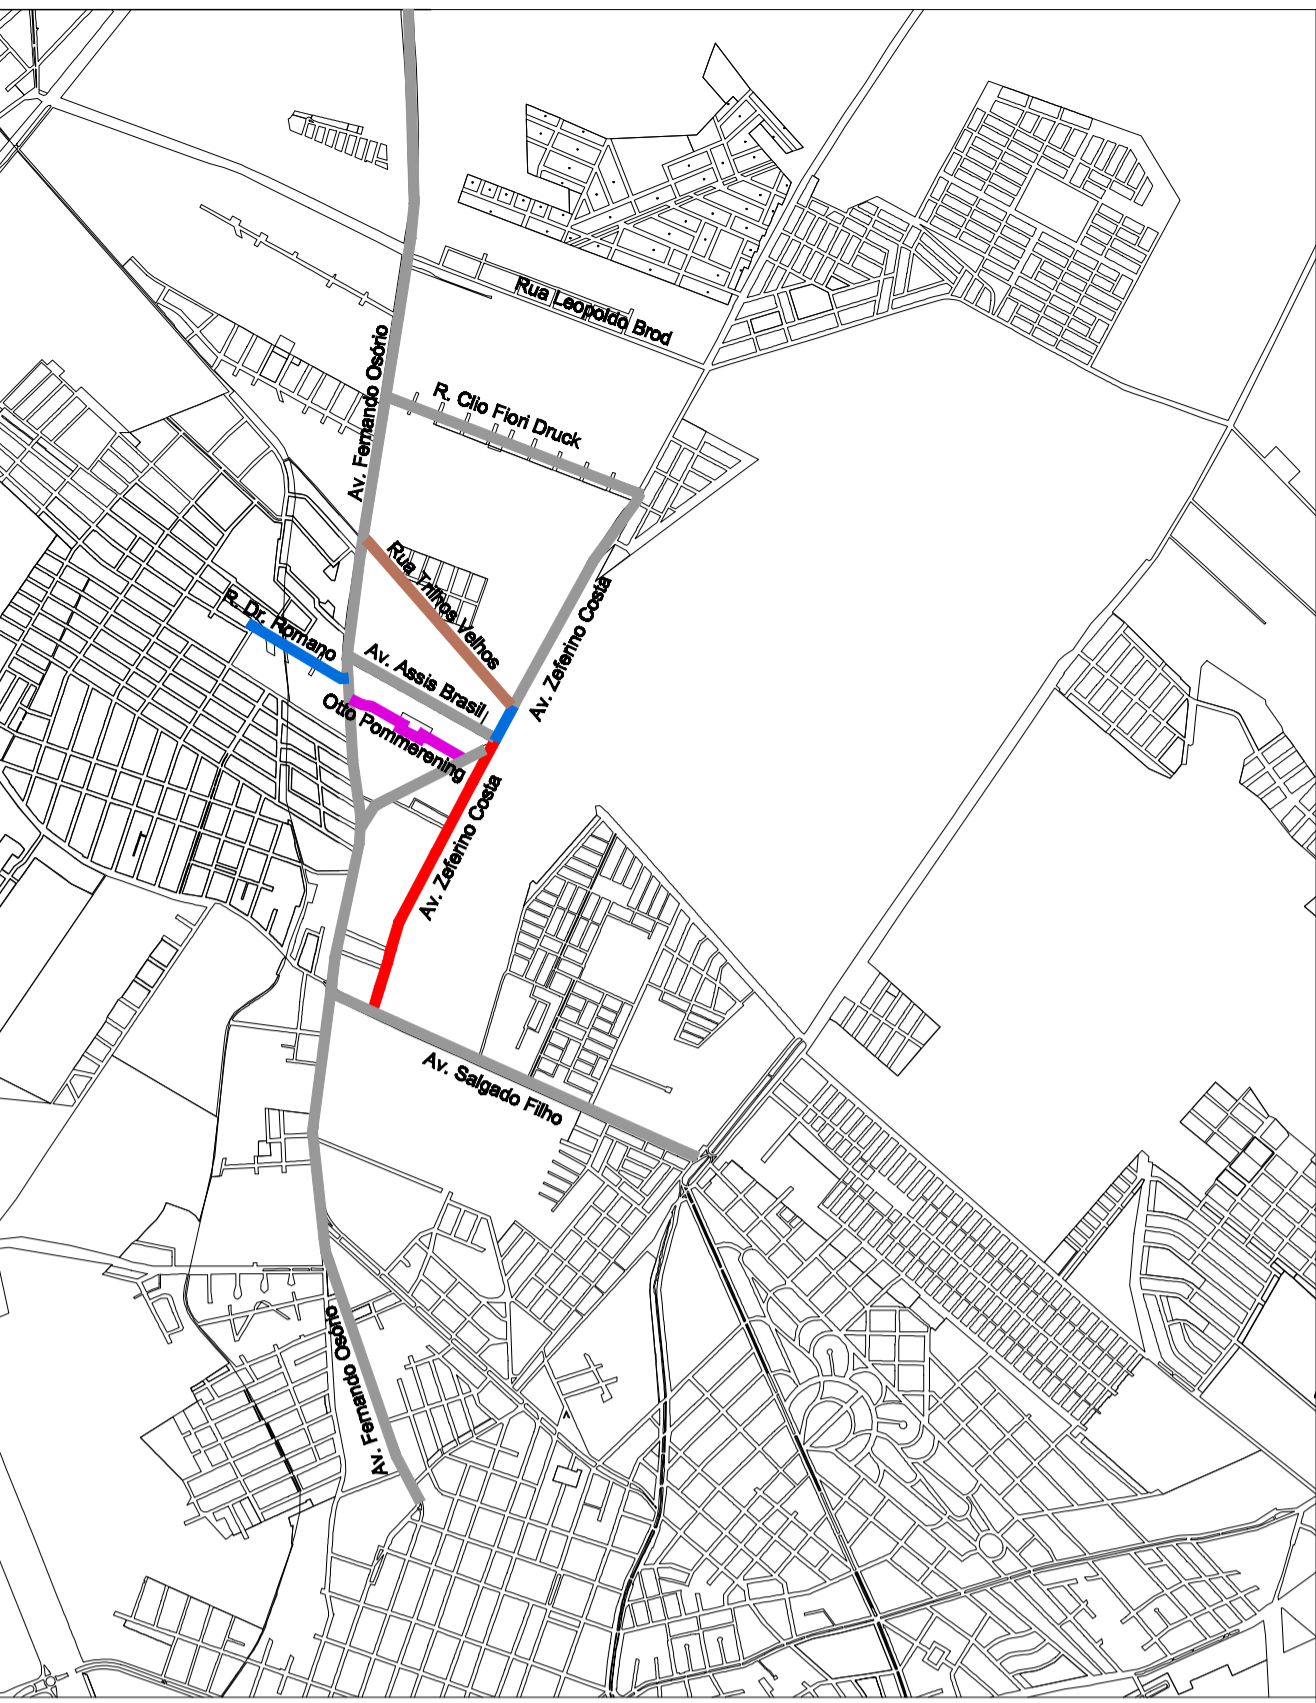 Rua Leopoldo Brod
Av. Fernando Osório
R. Clio Fiori Druck
Rua Trilhos Velhos
R. Dr. Romano
Av. Assis Brasil
Av. Zeferino Costa
Otto Pommerening
Av. Zeferino Costa
Av. Salgado Filho
Av. Fernando Osório